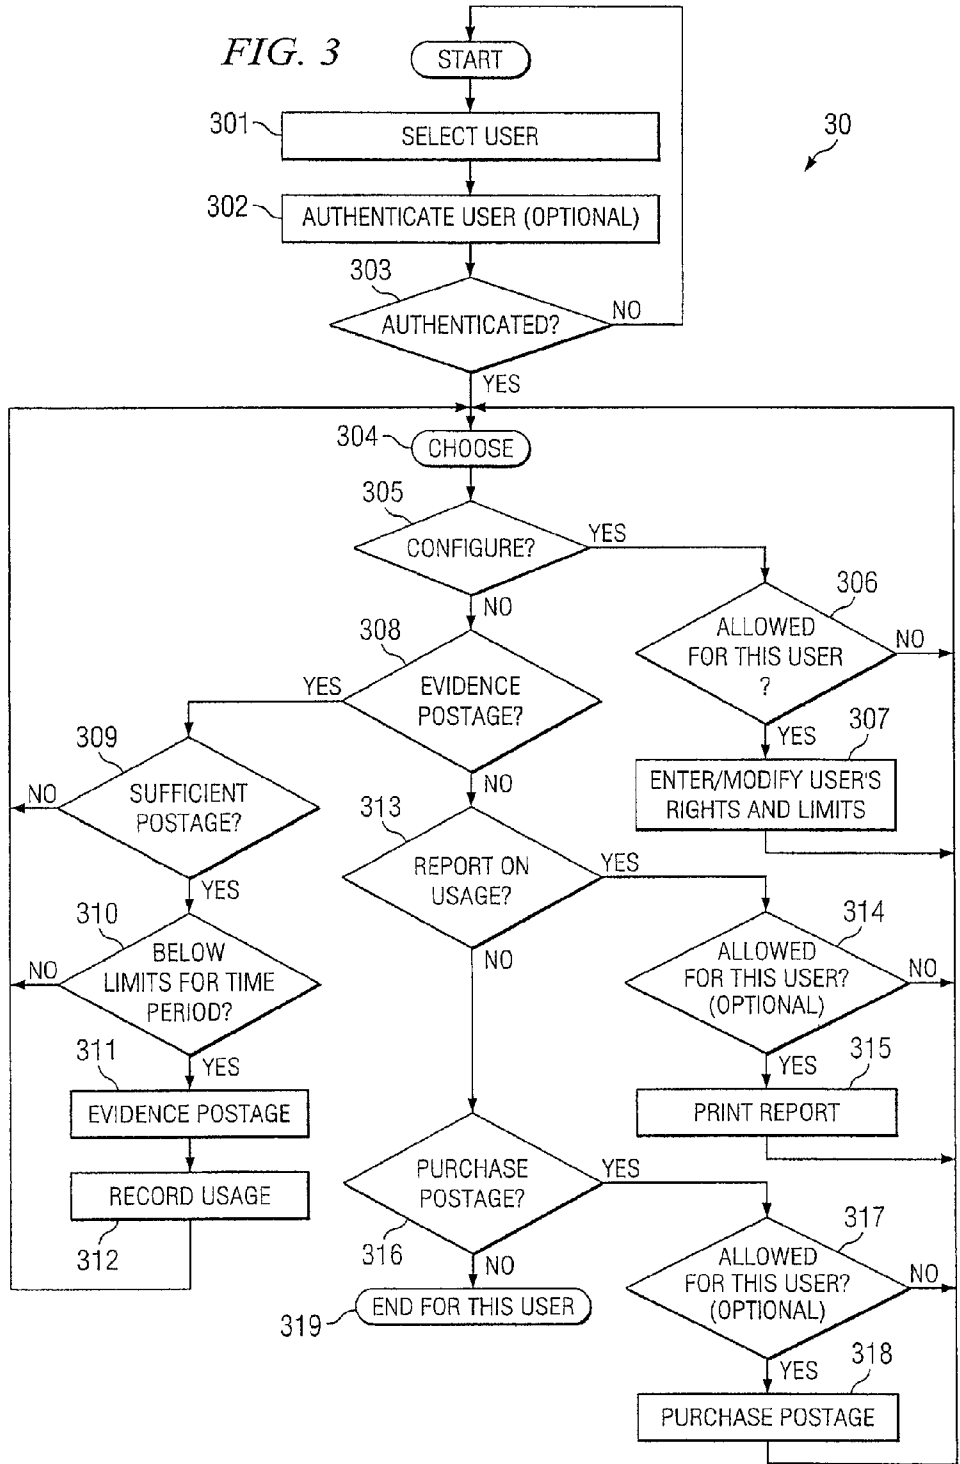 FIG. 3
START
301
SELECT USER
30
302
AUTHENTICATE USER (OPTIONAL)
303
AUTHENTICATED?
NO
YES
304
CHOOSE
305
CONFIGURE?
YES
NO
306
ALLOWED
FOR THIS USER
?
NO
YES
307
ENTER/MODIFY USER'S
RIGHTS AND LIMITS
308
EVIDENCE
POSTAGE?
YES
NO
309
SUFFICIENT
POSTAGE?
NO
YES
310
BELOW
LIMITS FOR TIME
PERIOD?
NO
YES
311
EVIDENCE POSTAGE
RECORD USAGE
312
313
REPORT ON
USAGE?
YES
NO
314
ALLOWED
FOR THIS USER?
(OPTIONAL)
NO
YES
315
PRINT REPORT
PURCHASE
POSTAGE?
316
YES
NO
317
ALLOWED
FOR THIS USER?
(OPTIONAL)
NO
YES
318
PURCHASE POSTAGE
END FOR THIS USER
319